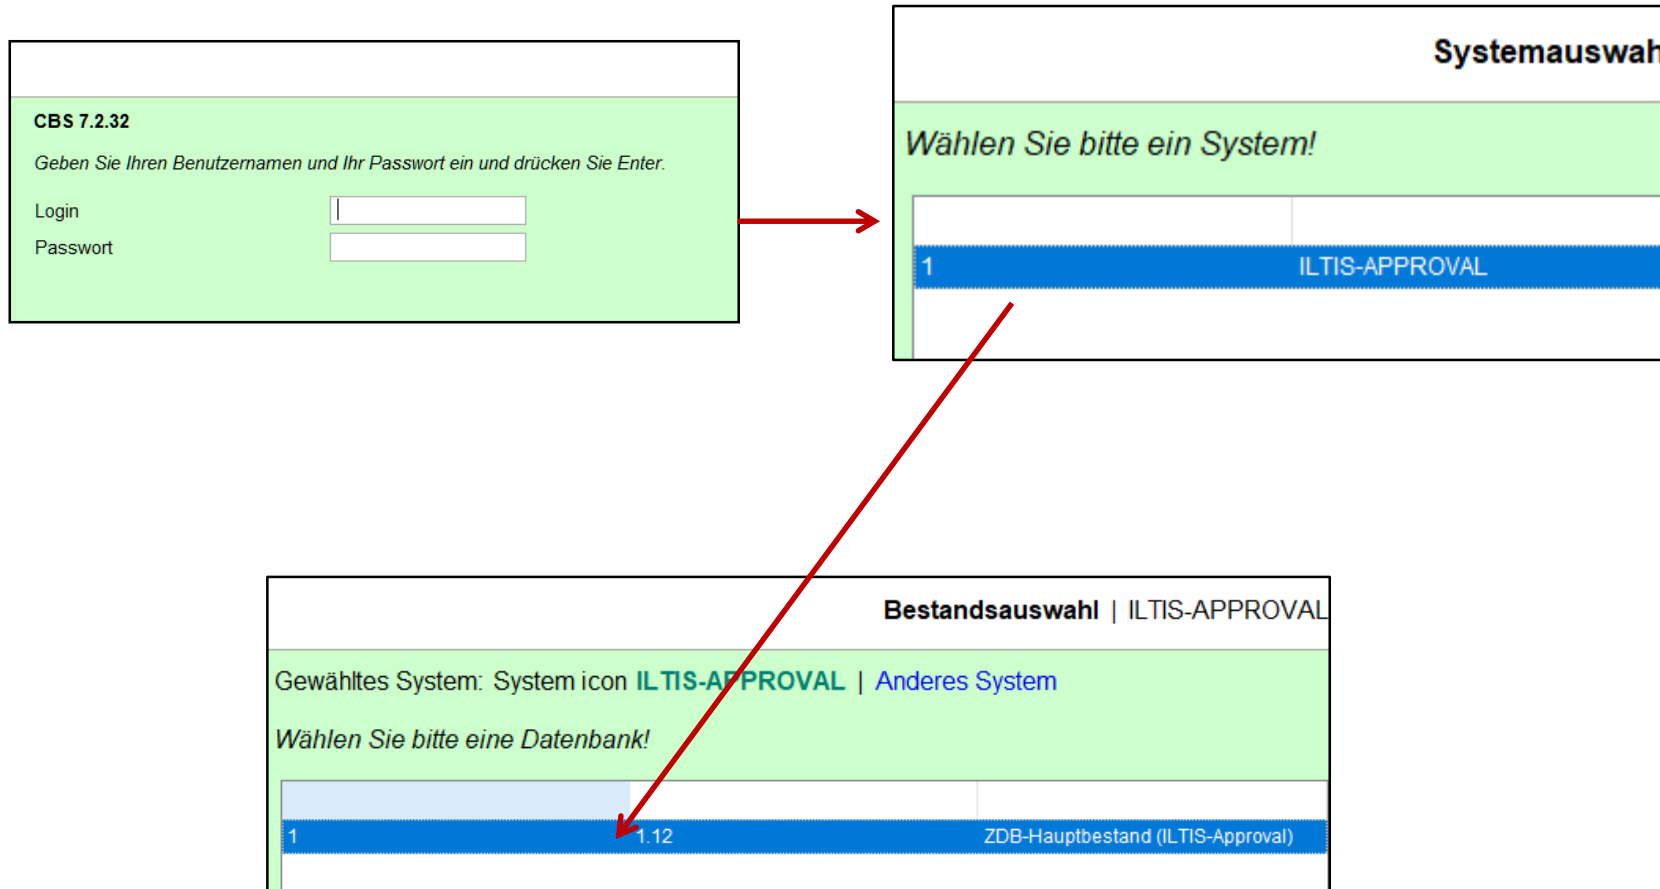 CBS 7.2.32
Geben Sie Ihren Benutzernamen und Ihr Passwort ein und drücken Sie Enter.
Login
Passwort
Systemauswah
Wählen Sie bitte ein System!
1 ILTIS-APPROVAL
Bestandsauswahl | ILTIS-APPROVAL
Gewähltes System: System icon ILTIS-APPROVAL | Anderes System
Wählen Sie bitte eine Datenbank!
1 1.12 ZDB-Hauptbestand (ILTIS-Approval)